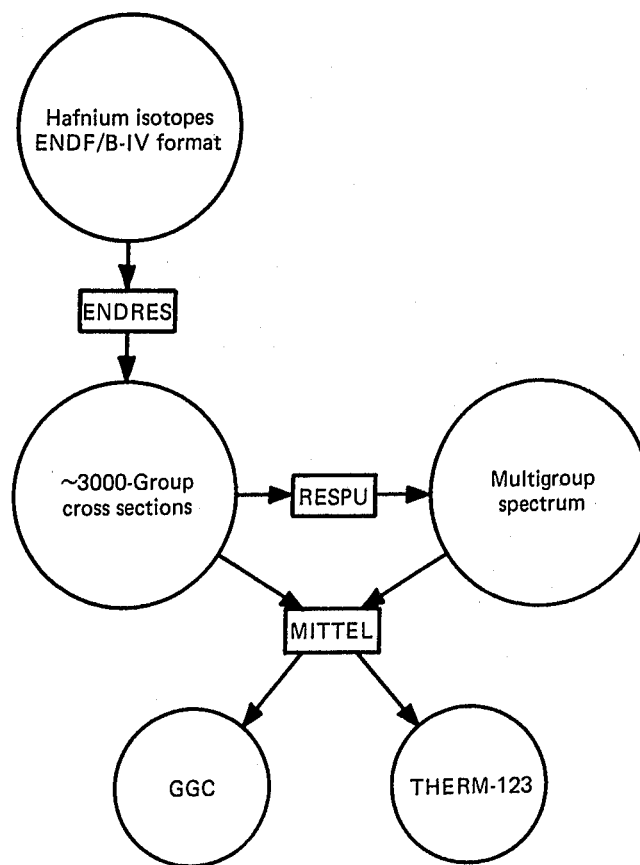 Hafnium isotopes
ENDF/B-IV format
ENDRES
~3000-Group
cross sections
RESPU
Multigroup
spectrum
MITTEL
GGC
THERM-123